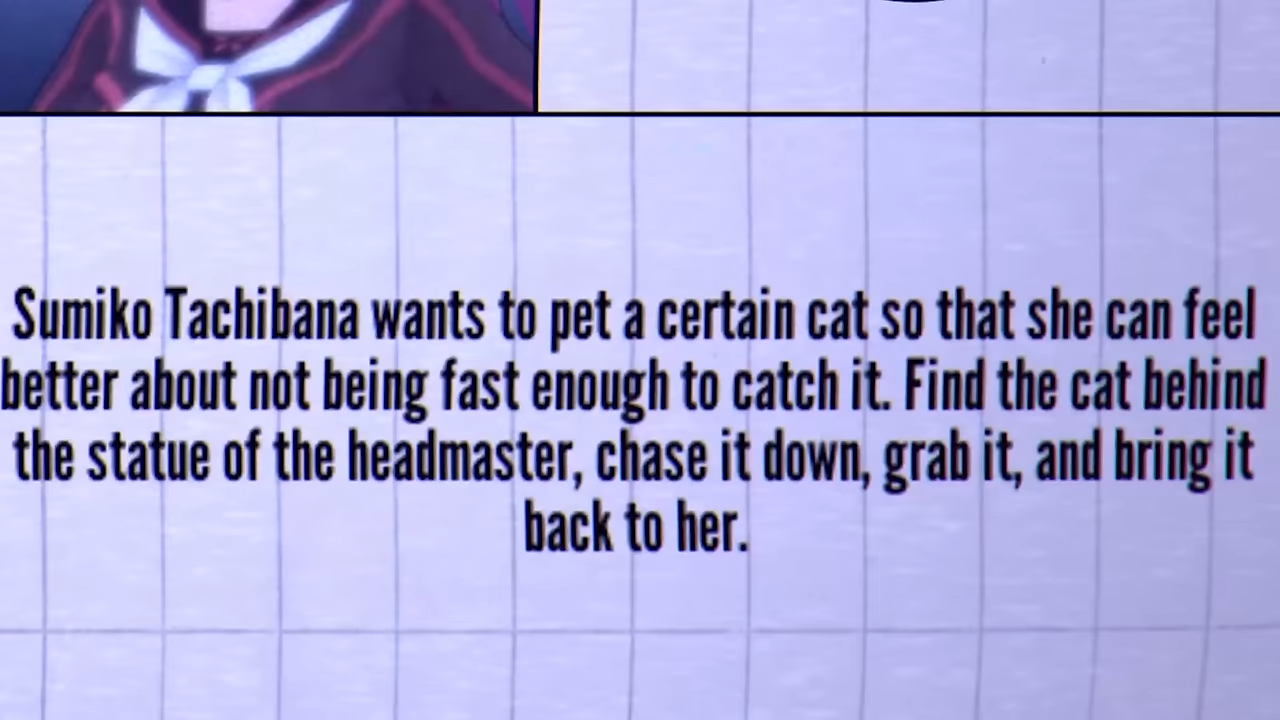 Sumiko Tachibana wants to pet a certain cat so that she can feel
better about not being fast enough to catch it. Find the cat behind
the statue of the headmaster, chase it down, grab it, and bring it
back to her.